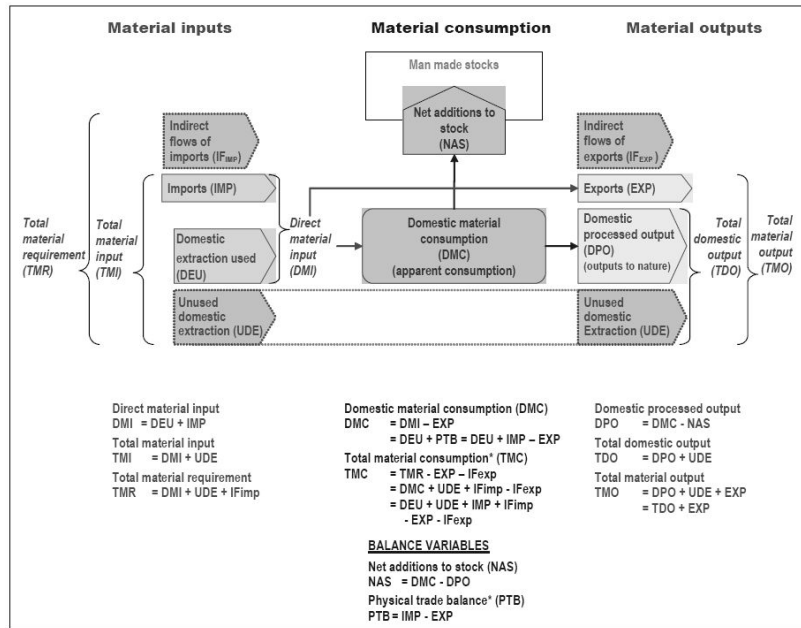 Material inputs
Material consumption
Material outputs
Man made stocks
Net additions to
stock
(NAS)
Indirect
flows of
imports (IFIMP)
Indirect
flows of
exports (IFEXP)
Imports (IMP)
Exports (EXP)
Total
material
requirement
(TMR)
Total
material
input
(TMI)
Domestic
extraction used
(DEU)
Direct
material
input
(DMI)
Domestic material
consumption
(DMC)
(apparent consumption)
Domestic
processed output
(DPO)
(outputs to nature)
Total
domestic
output
(TDO)
Total
material
output
(TMO)
Unused
domestic
extraction (UDE)
Unused
domestic
Extraction (UDE)
Direct material input
DMI = DEU + IMP
Total material input
TMI = DMI + UDE
Total material requirement
TMR = DMI + UDE + IFimp
Domestic material consumption (DMC)
DMC = DMI – EXP
= DEU + PTB = DEU + IMP – EXP
Total material consumption* (TMC)
TMC = TMR - EXP – IFexp
= DMC + UDE + IFimp - IFexp
= DEU + UDE + IMP + IFimp
- EXP - IFexp
BALANCE VARIABLES
Net additions to stock (NAS)
NAS = DMC - DPO
Physical trade balance* (PTB)
PTB = IMP - EXP
Domestic processed output
DPO = DMC - NAS
Total domestic output
TDO = DPO + UDE
Total material output
TMO = DPO + UDE + EXP
= TDO + EXP